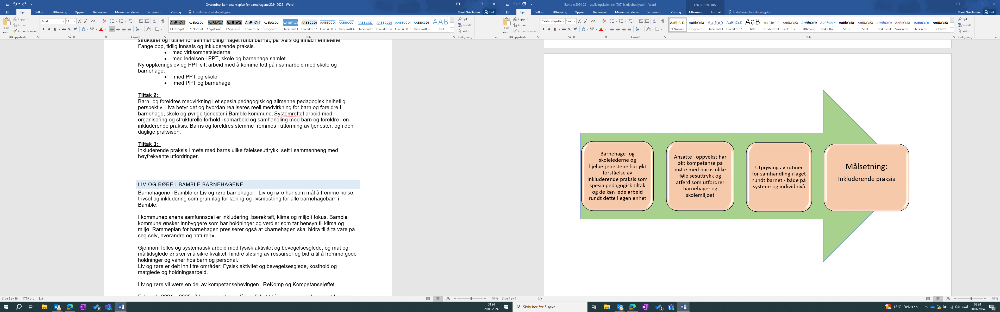 Overordnet kompetanseplan for barnehagene 2024-2025 - Word
Fil Hjem Sett inn Utforming Oppsett Referanser Masseutsendelser Se gjennom Visning Fortell meg hva du vil gjøre... Marit Nikolaisen Del
Lim inn
Klipp ut
Kopier
Kopier format
Utklippstavle
Arial 11
Skrift
Avsnitt
AaBbCcI AaBbCcDdE AaBbCcI AaBbCc AaBbCcI AaBbCcDdE AABBCCI AABBCCD AABBCCD AABBCCD AABBCCD AABBCCD AABBCCD AABBCCD AAB
¶ EtterSpø... ¶ Normal ¶ Spørsmå... ¶ Spørsmå... ¶ Svarmuli... ¶ Ingen m... Overskrift 1 Overskrift 2 Overskrift 3 Overskrift 4 Overskrift 5 Overskrift 6 Overskrift 7 Overskrift 8 Tittel
Stiler
Søk
Erstatt
Velg
Redigering
strukturer og rutiner for samhandling i laget rundt barnet, på tvers og innad i enhetene.
Fange opp, tidlig innsats og inkluderende praksis.
• med virksomhetslederne
• med ledelsen i PPT, skole og barnehage samlet
Ny opplæringslov og PPT sitt arbeid med å komme tett på i samarbeid med skole og
barnehage.
• med PPT og skole
• med PPT og barnehage
Tiltak 2:
Barn- og foreldres medvirkning i et spesialpedagogisk og allmenne pedagogisk helhetlig
perspektiv. Hva betyr det og hvordan realiseres reell medvirkning for barn og foreldre i
barnehage, skole og øvrige tjenester i Bamble kommune. Systemrettet arbeid med
organisering og strukturelle forhold i samarbeid og samhandling med barn og foreldre i en
inkluderende praksis. Barns og foreldres stemme fremmes i utforming av tjenester, og i den
daglige praksisen.
Tiltak 3:
Inkluderende praksis i møte med barns ulike følelsesuttrykk, sett i sammenheng med
høyfrekvente utfordringer.
LIV OG RØRE I BAMBLE BARNEHAGENE
Barnehagene i Bamble er Liv og røre barnehager. Liv og røre har som mål å fremme helse,
trivsel og inkludering som grunnlag for læring og livsmestring for alle barnehagebarn i
Bamble.
I kommuneplanens samfunnsdel er inkludering, bærekraft, klima og miljø i fokus. Bamble
kommune ønsker innbyggere som har holdninger og verdier som tar hensyn til klima og
miljø. Rammeplan for barnehagen presiserer også at «barnehagen skal bidra til å ta vare på
seg selv, hverandre og naturen».
Gjennom felles og systematisk arbeid med fysisk aktivitet og bevegelsesglede, og mat og
måltidsglede ønsker vi å sikre kvalitet, hindre sløsing av ressurser og bidra til å fremme gode
holdninger og vaner hos barn og personal.
Liv og røre er delt inn i tre områder: Fysisk aktivitet og bevegelsesglede, kosthold og
matglede og holdningsarbeid.
Liv og røre vil være en del av kompetansehevingen i ReKomp og Kompetanseløftet.
Side 5 av 19 4779 ord 140 %
08:24
20.06.2024
Bamble 2024_25 - utviklingskalender (002) [skrivebeskyttet] - Word
SmartArt-verktøy
Fil Hjem Sett inn Utforming Oppsett Referanser Masseutsendelser Se gjennom Visning Utforming Format Fortell meg hva du vil gjøre... Marit Nikolaisen Del
Lim inn
Klipp ut
Kopier
Kopier format
Utklippstavle
Calibri (Brødte 12+
Skrift
Avsnitt
¶ Normal ¶ Ingen m... Overskrift 1 Overskrift 2 Tittel Undertittel Svak uthe... Utheving Sterk uthe... Sterk Sitat Sterkt sitat Svak refer... Sterk refer... Boktittel
Stiler
Søk
Erstatt
Velg
Redigering
Barnehage- og
skolelederne og
hjelpetjenestene har økt
forståelse av
inkluderende praksis som
spesialpedagogisk tiltak
og de kan lede arbeid
rundt dette i egen enhet
Ansatte i oppvekst har
økt kompetanse på
møte med barns ulike
følelsesuttrykk og
atferd som utfordrer
barnehage- og
skolemiljøet
Utprøving av rutiner
for samhandling i laget
rundt barnet - både på
system- og individnivå
Målsetning:
Inkluderende praksis
Side 4 av 4 140 %
Skriv her for å søke
13°C Delvis sol
08:24
20.06.2024